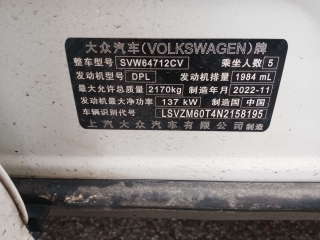 大众汽车(VOLKSWAGEN)牌
整车型号 SVW64712CV 乘坐人数 5
发动机型号 DPL 发动机排量 1984 mL
最大允许总质量 2170kg 制造年月 2022-11
发动机最大净功率 137 kW 制造国 中国
车辆识别代号 LSVZM60T4N2158195
上汽大众汽车有限公司 制造